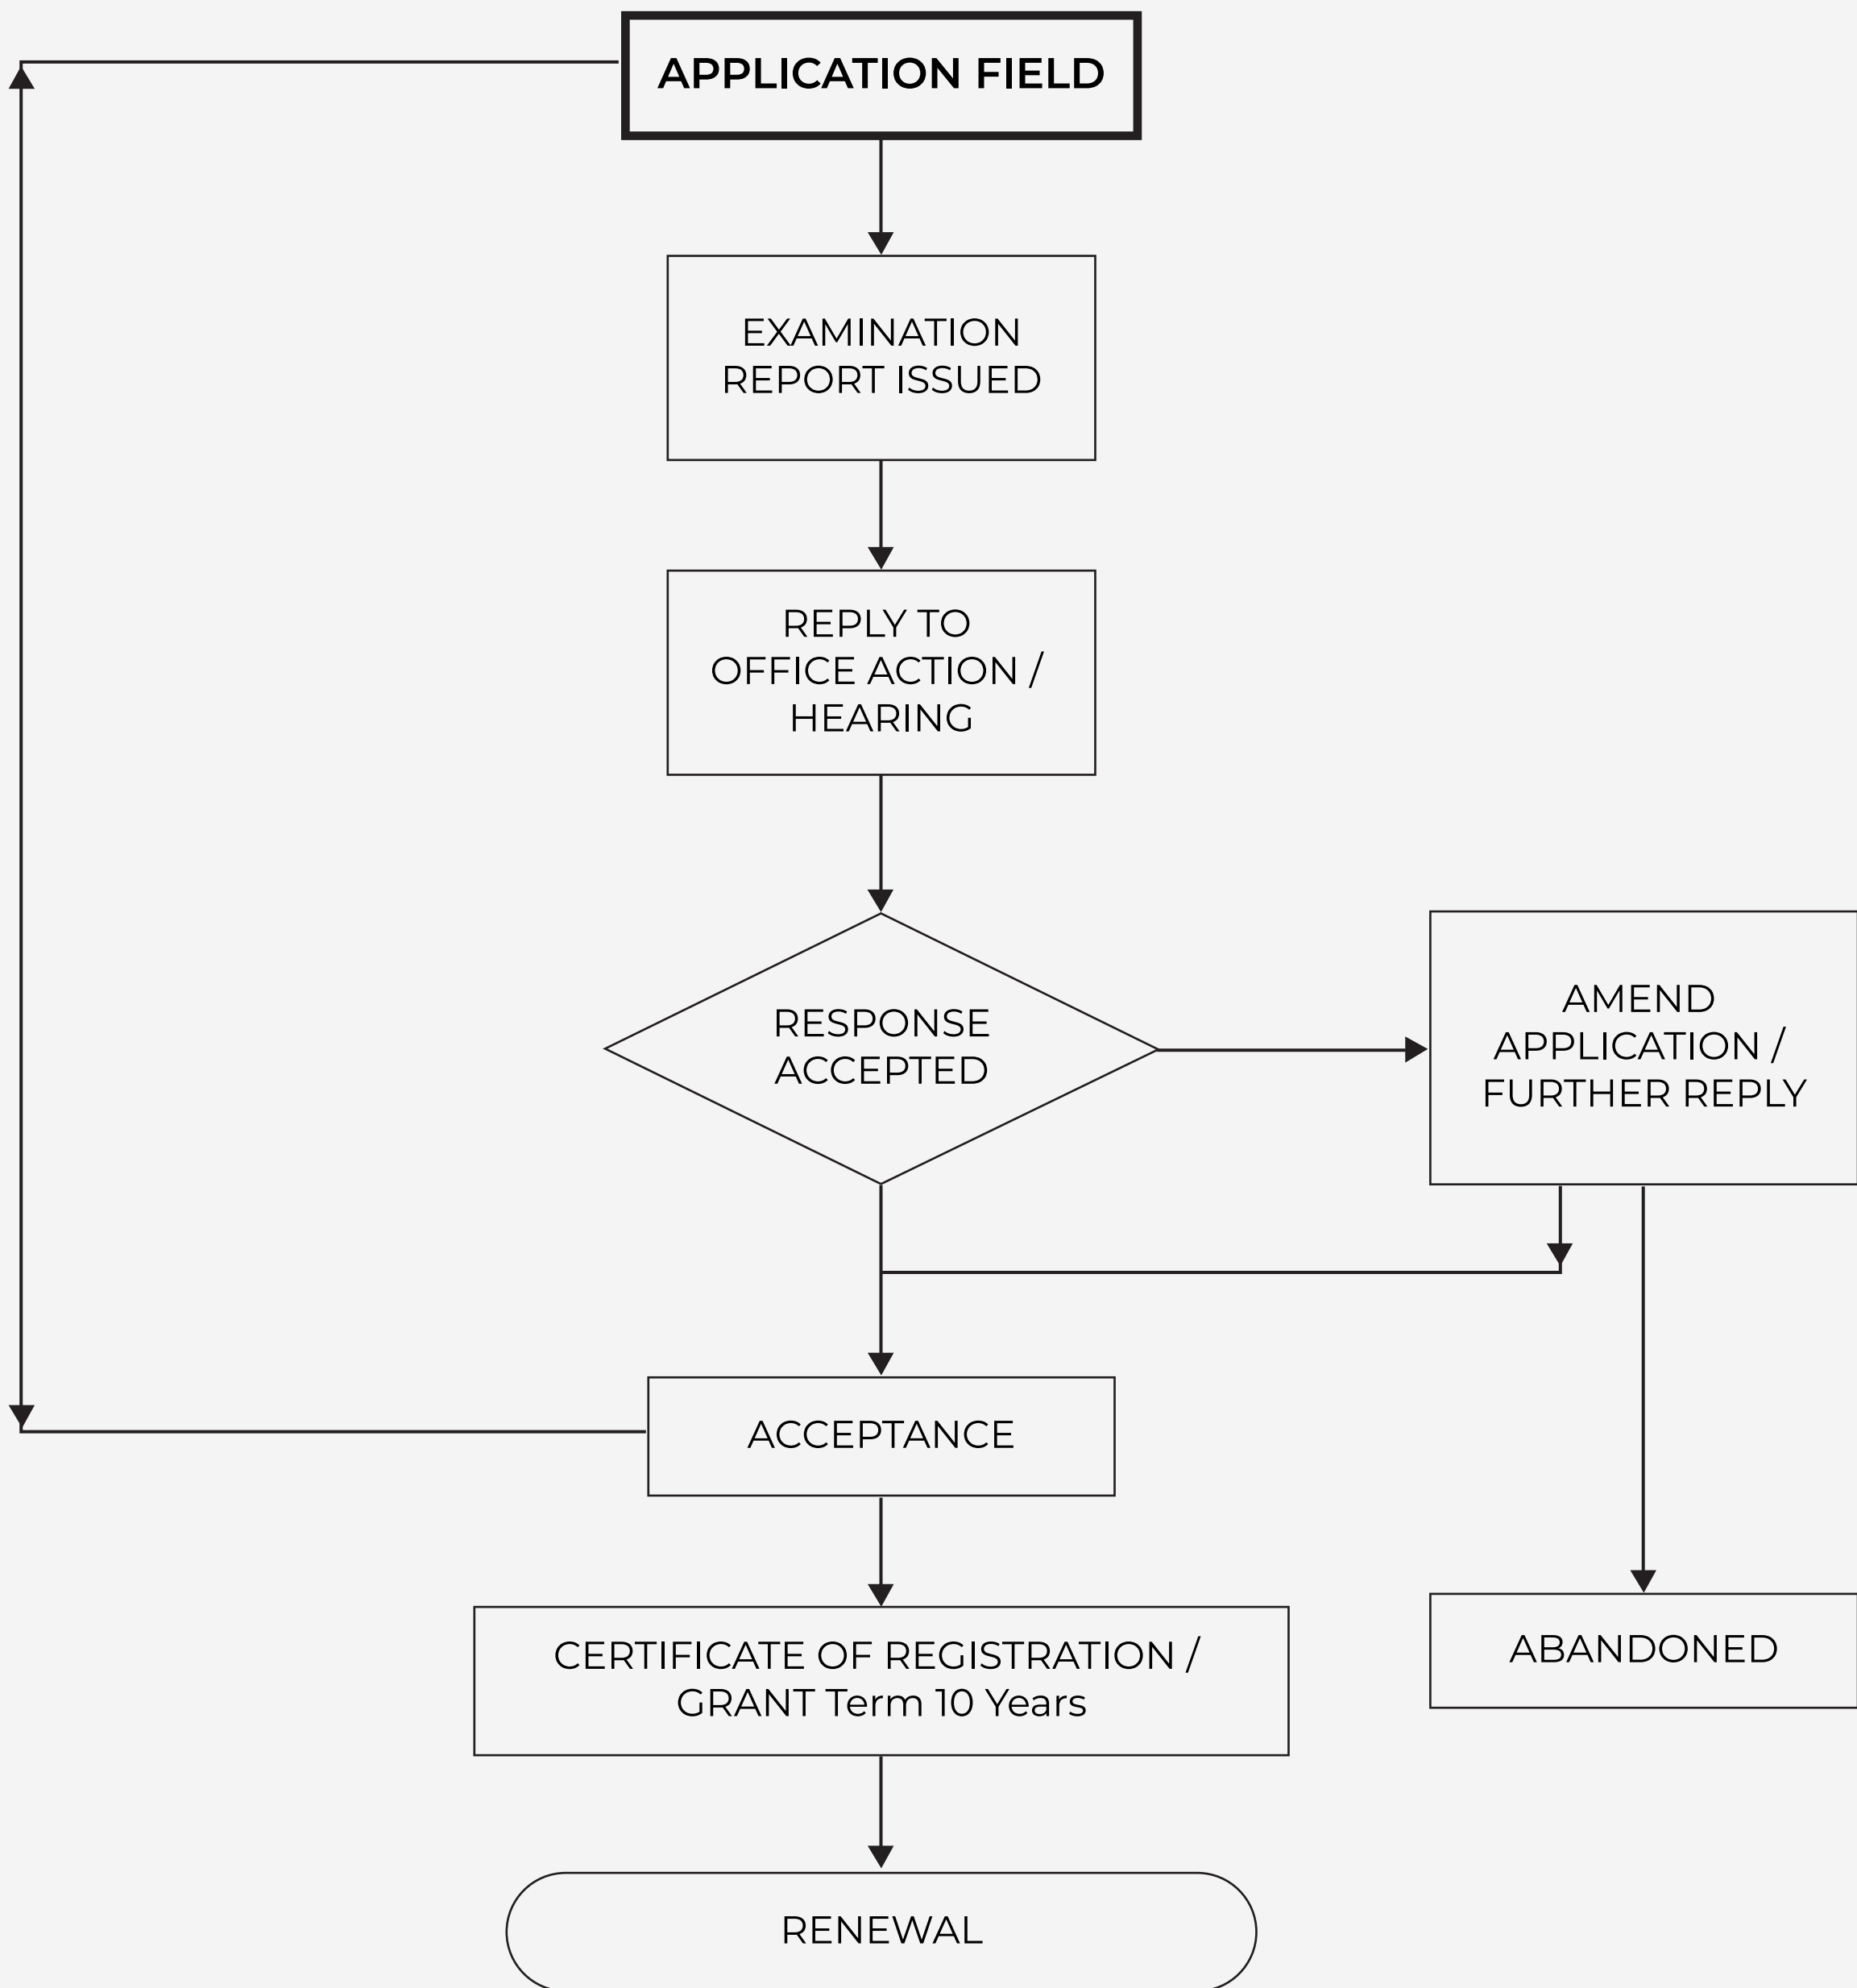 APPLICATION FIELD
EXAMINATION
REPORT ISSUED
REPLY TO
OFFICE ACTION /
HEARING
RESPONSE
ACCEPTED
AMEND
APPLICATION /
FURTHER REPLY
ACCEPTANCE
CERTIFICATE OF REGISTRATION /
GRANT Term 10 Years
ABANDONED
RENEWAL